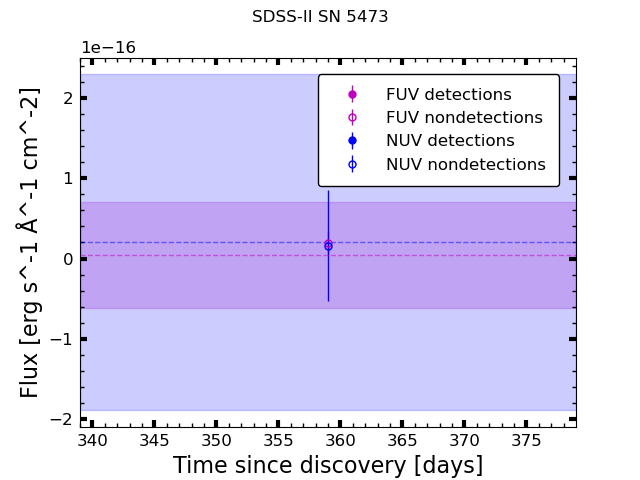 SDSS-II SN 5473
1e−16
FUV detections
FUV nondetections
NUV detections
NUV nondetections
2
1
0
−1
−2
Flux [erg s^-1 Å^-1 cm^-2]
340 345 350 355 360 365 370 375
Time since discovery [days]